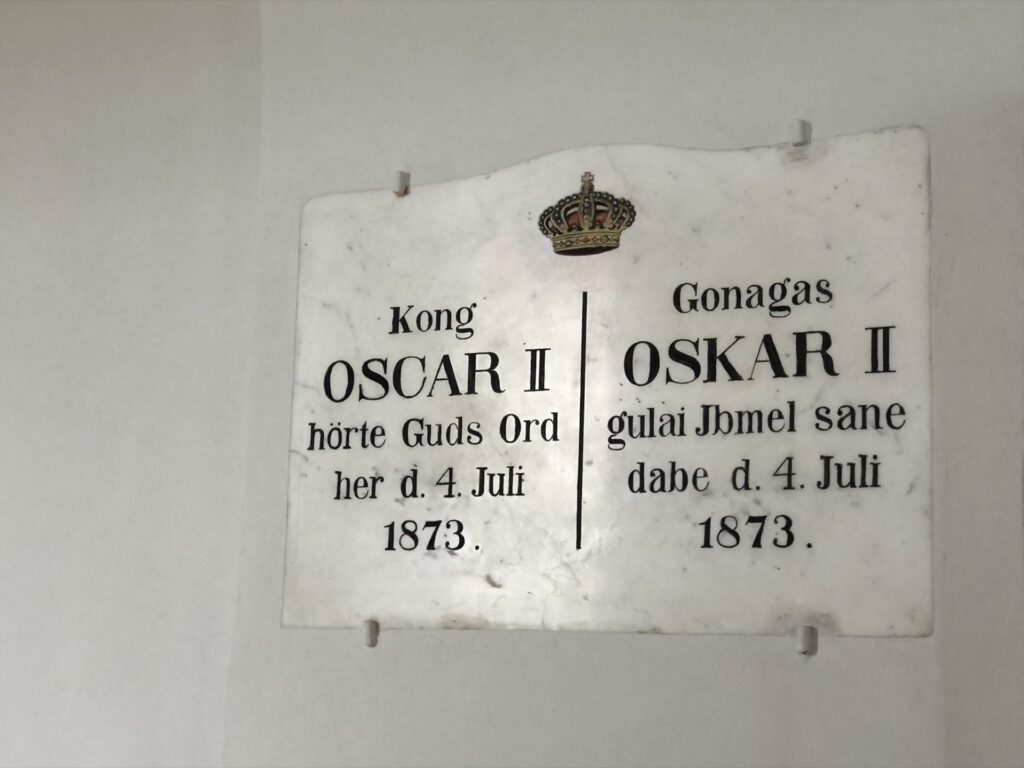 Kong
OSCAR II
hörte Guds Ord
her d. 4. Juli
1873.
Gonagas
OSKAR II
gulai Jbmel sane
dabe d. 4. Juli
1873.